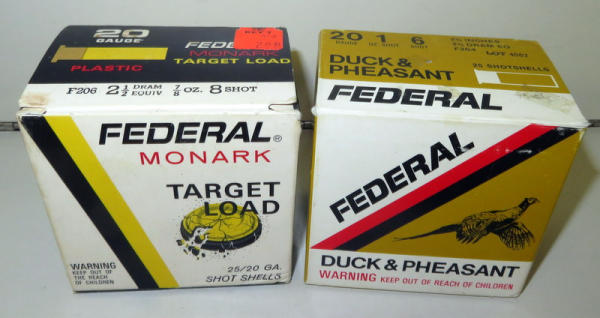 20
GAUGE
PLASTIC
FEDERAL
MONARK
TARGET LOAD
F206 2 1/2 DRAM EQUIV 7/8 OZ. 8 SHOT
FEDERAL®
MONARK
TARGET
LOAD
WARNING
KEEP OUT OF
THE REACH
OF CHILDREN
25/20 GA.
SHOT SHELLS
20 1 6
GAUGE OZ SHOT SHOT
F254 LOT
DUCK & PHEASANT
25 SHOTSHELLS
FEDERAL
FEDERAL
DUCK & PHEASANT
WARNING KEEP OUT OF REACH OF CHILDREN